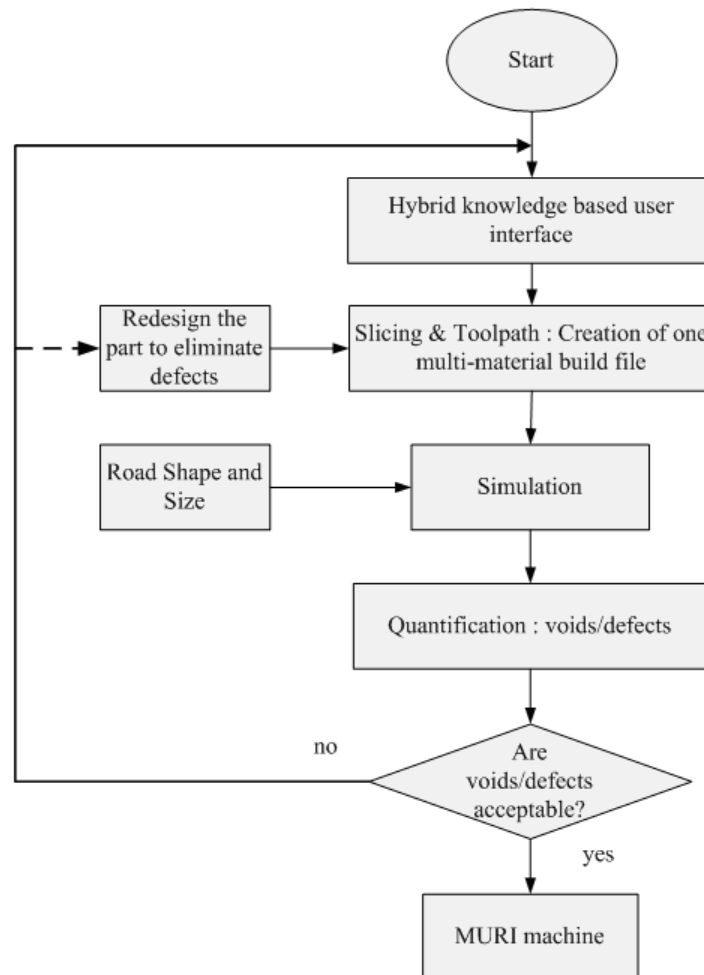 Start
Hybrid knowledge based user
interface
Redesign the
part to eliminate
defects
Slicing & Toolpath : Creation of one
multi-material build file
Road Shape and
Size
Simulation
Quantification : voids/defects
no
Are
voids/defects
acceptable?
yes
MURI machine